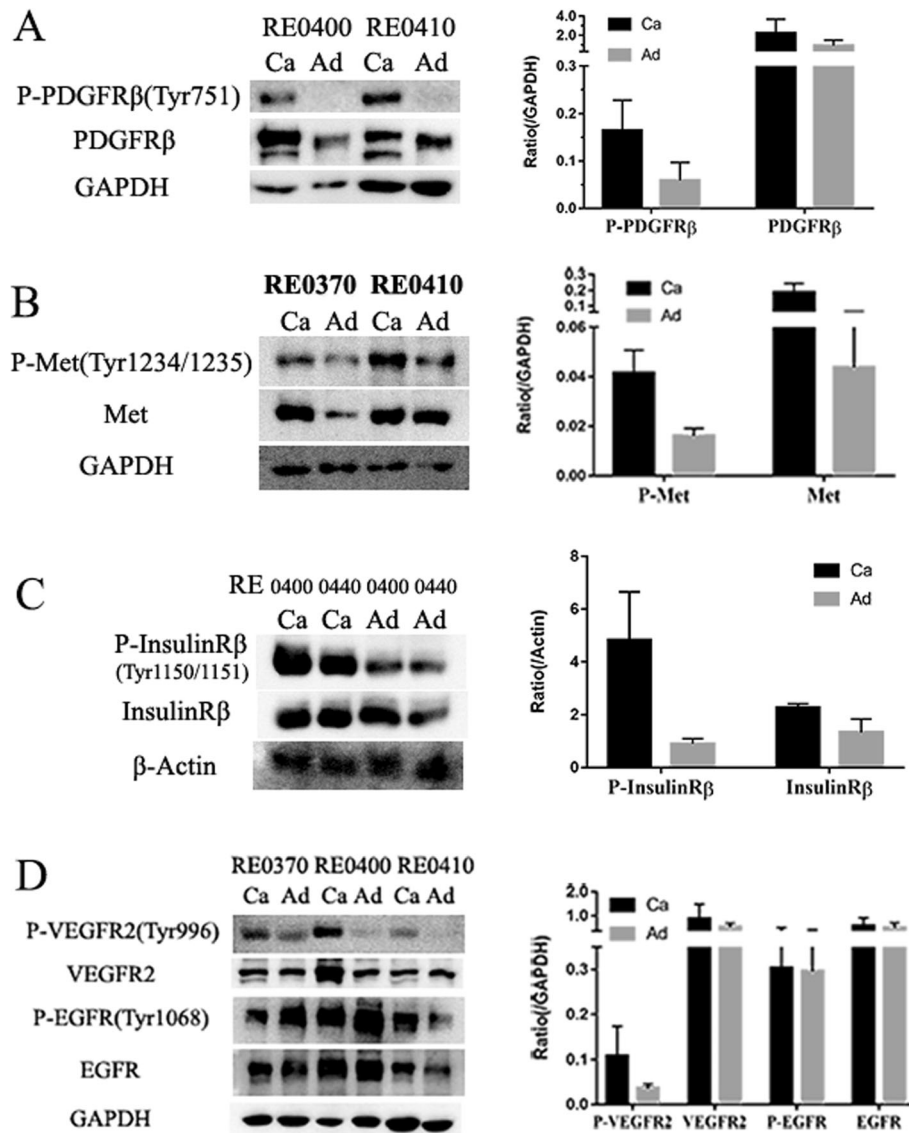 A
RE0400 RE0410
Ca Ad Ca Ad
P-PDGFRβ(Tyr751)
PDGFRβ
GAPDH
Ratio(/GAPDH)
4.0
2.0
0.3
0.2
0.1
0.0
Ca
Ad
P-PDGFRβ PDGFRβ
B
RE0370 RE0410
Ca Ad Ca Ad
P-Met(Tyr1234/1235)
Met
GAPDH
Ratio(/GAPDH)
0.3
0.2
0.1
0.06
0.04
0.02
0.00
Ca
Ad
P-Met Met
C
RE 0400 0440 0400 0440
Ca Ca Ad Ad
P-InsulinRβ
(Tyr1150/1151)
InsulinRβ
β-Actin
Ratio(/Actin)
8
6
4
2
0
Ca
Ad
P-InsulinRβ InsulinRβ
D
RE0370 RE0400 RE0410
Ca Ad Ca Ad Ca Ad
P-VEGFR2(Tyr996)
VEGFR2
P-EGFR(Tyr1068)
EGFR
GAPDH
Ratio(/GAPDH)
2.0
1.0
0.3
0.2
0.1
0.0
Ca
Ad
P-VEGFR2 VEGFR2 P-EGFR EGFR